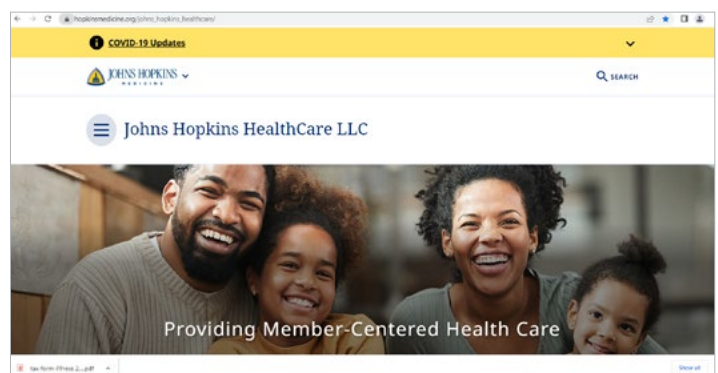 hopkinsmedicine.org/johns_hopkins_healthcare/
COVID-19 Updates
JOHNS HOPKINS
MEDICINE
SEARCH
Johns Hopkins HealthCare LLC
Providing Member-Centered Health Care
Show all